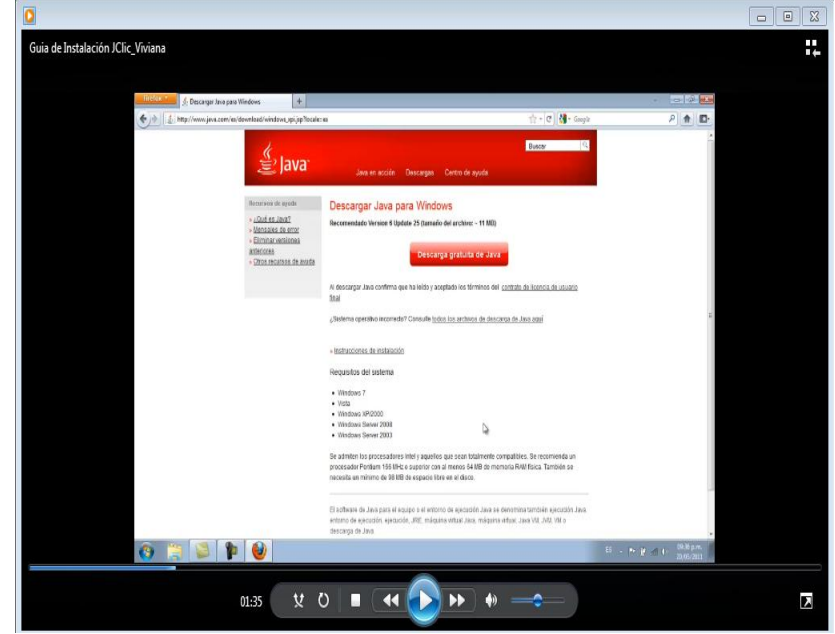 Guia de Instalación JClic_Viviana
Firefox
Descargar Java para Windows
+
Google
Buscar
Java
Java en acción Descargas Centro de ayuda
Recursos de ayuda
» ¿Qué es Java?
» Mensajes de error
» Eliminar versiones
anteriores
» Otros recursos de ayuda
Descargar Java para Windows
Recomendado Version 6 Update 25 (tamaño del archivo: ~ 11 MB)
Descarga gratuita de Java
Al descargar Java confirma que ha leído y aceptado los términos del contrato de licencia de usuario
final
¿Sistema operativo incorrecto? Consulte todos los archivos de descarga de Java aquí
» Instrucciones de instalación
Requisitos del sistema
• Windows 7
• Vista
• Windows XP/2000
• Windows Server 2008
• Windows Server 2003
Se admiten los procesadores Intel y aquellos que sean totalmente compatibles. Se recomienda un
procesador Pentium 166 MHz o superior con al menos 64 MB de memoria RAM física. También se
necesita un mínimo de 98 MB de espacio libre en el disco.
El software de Java para el equipo o el entorno de ejecución Java se denomina también ejecución Java,
entorno de ejecución, ejecución, JRE, máquina virtual Java, máquina virtual, Java VM, JVM, VM o
descarga de Java
ES
p.m.
01:35